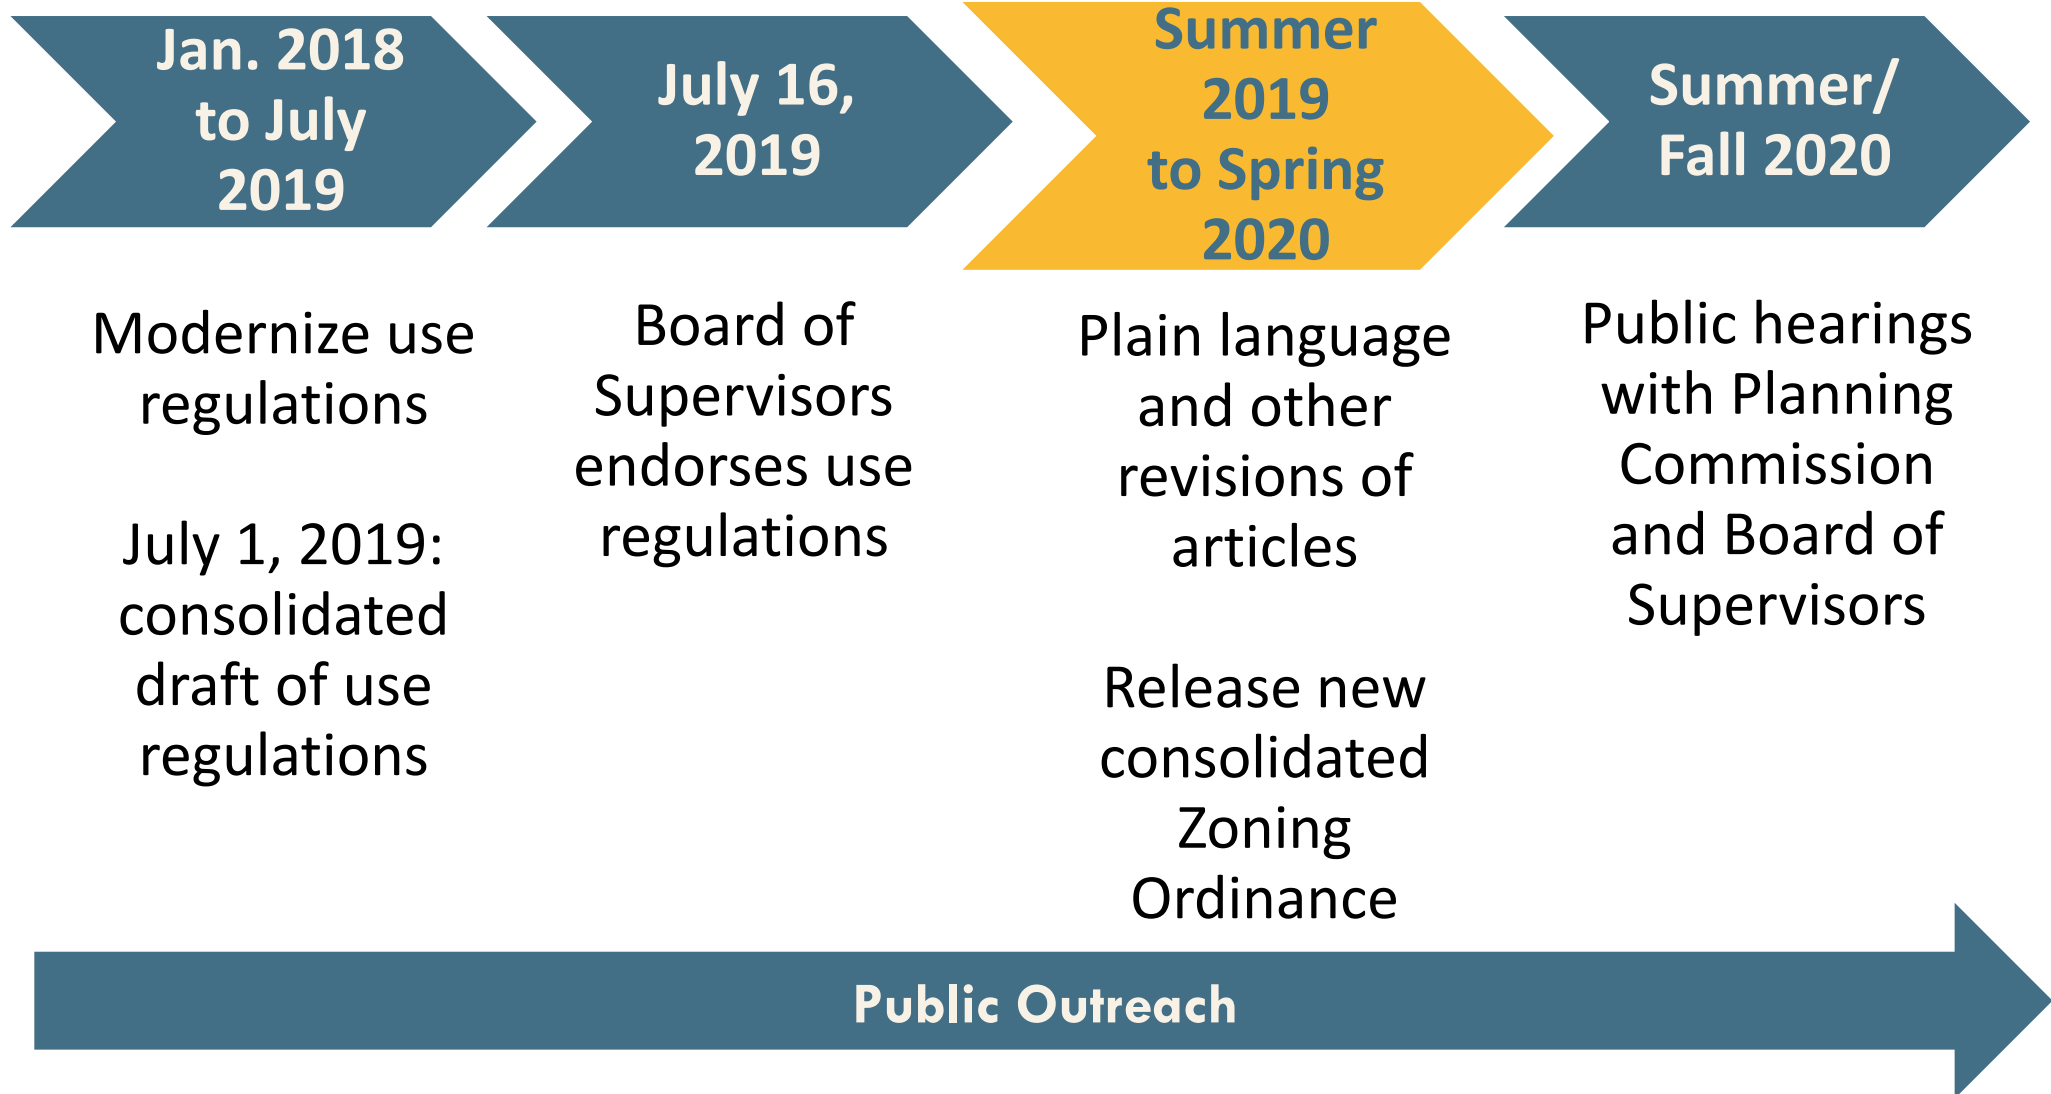 Jan. 2018
to July
2019
July 16,
2019
Summer
2019
to Spring
2020
Summer/
Fall 2020
Modernize use
regulations
July 1, 2019:
consolidated
draft of use
regulations
Board of
Supervisors
endorses use
regulations
Plain language
and other
revisions of
articles
Release new
consolidated
Zoning
Ordinance
Public hearings
with Planning
Commission
and Board of
Supervisors
Public Outreach